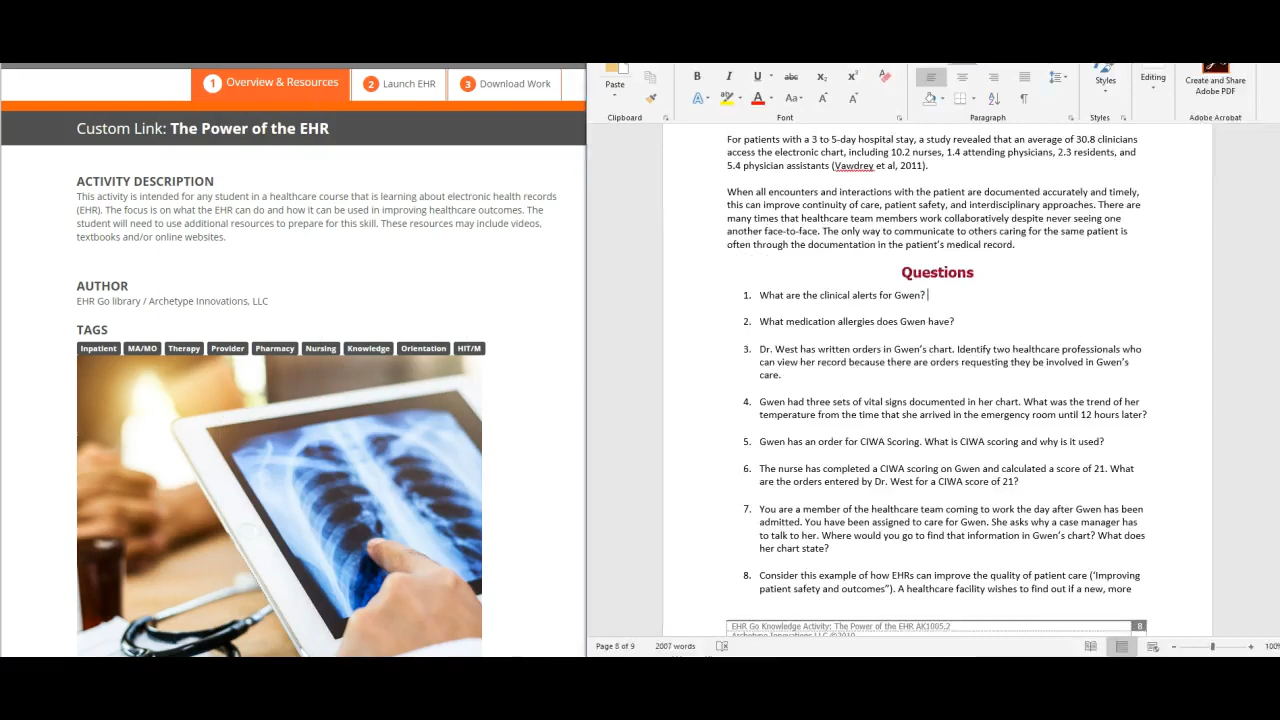 1 Overview & Resources
2 Launch EHR
3 Download Work
Custom Link: The Power of the EHR
ACTIVITY DESCRIPTION
This activity is intended for any student in a healthcare course that is learning about electronic health records
(EHR). The focus is on what the EHR can do and how it can be used in improving healthcare outcomes. The
student will need to use additional resources to prepare for this skill. These resources may include videos,
textbooks and/or online websites.
AUTHOR
EHR Go library / Archetype Innovations, LLC
TAGS
Inpatient MA/MO Therapy Provider Pharmacy Nursing Knowledge Orientation HIT/M
Paste
B I U abc x2 x2
A A Aa A A
Styles
Editing
Create and Share
Adobe PDF
Clipboard
Font
Paragraph
Styles
Adobe Acrobat
For patients with a 3 to 5-day hospital stay, a study revealed that an average of 30.8 clinicians
access the electronic chart, including 10.2 nurses, 1.4 attending physicians, 2.3 residents, and
5.4 physician assistants (Vawdrey et al, 2011).
When all encounters and interactions with the patient are documented accurately and timely,
this can improve continuity of care, patient safety, and interdisciplinary approaches. There are
many times that healthcare team members work collaboratively despite never seeing one
another face-to-face. The only way to communicate to others caring for the same patient is
often through the documentation in the patient's medical record.
Questions
1. What are the clinical alerts for Gwen?
2. What medication allergies does Gwen have?
3. Dr. West has written orders in Gwen's chart. Identify two healthcare professionals who
can view her record because there are orders requesting they be involved in Gwen's
care.
4. Gwen had three sets of vital signs documented in her chart. What was the trend of her
temperature from the time that she arrived in the emergency room until 12 hours later?
5. Gwen has an order for CIWA Scoring. What is CIWA scoring and why is it used?
6. The nurse has completed a CIWA scoring on Gwen and calculated a score of 21. What
are the orders entered by Dr. West for a CIWA score of 21?
7. You are a member of the healthcare team coming to work the day after Gwen has been
admitted. You have been assigned to care for Gwen. She asks why a case manager has
to talk to her. Where would you go to find that information in Gwen's chart? What does
her chart state?
8. Consider this example of how EHRs can improve the quality of patient care ('Improving
patient safety and outcomes"). A healthcare facility wishes to find out if a new, more
EHR Go Knowledge Activity: The Power of the EHR AK1005.2 8
Archetype Innovations LLC ©2019
Page 8 of 9 2007 words
100%